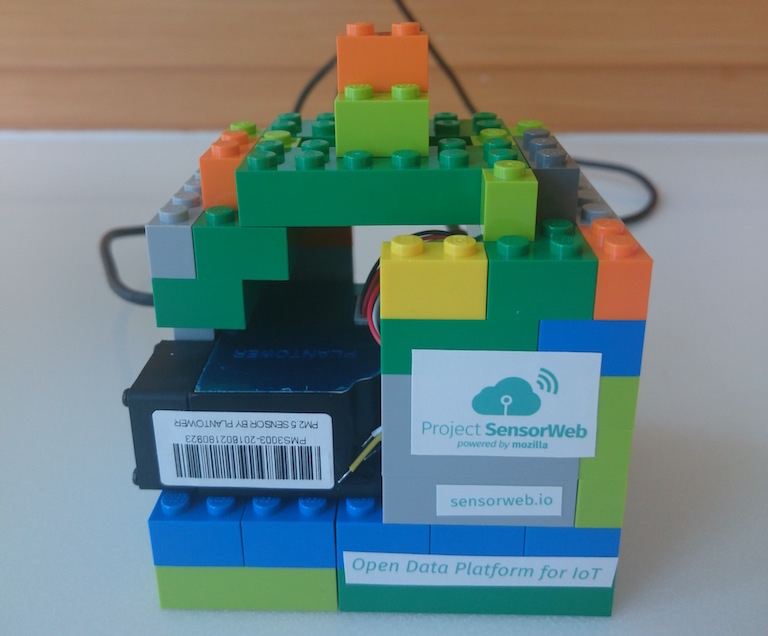 PLANTOWER
PM2.5 SENSOR BY PLANTOWER
PMS3003-201602180923
Project SensorWeb
powered by mozilla
sensorweb.io
Open Data Platform for IoT